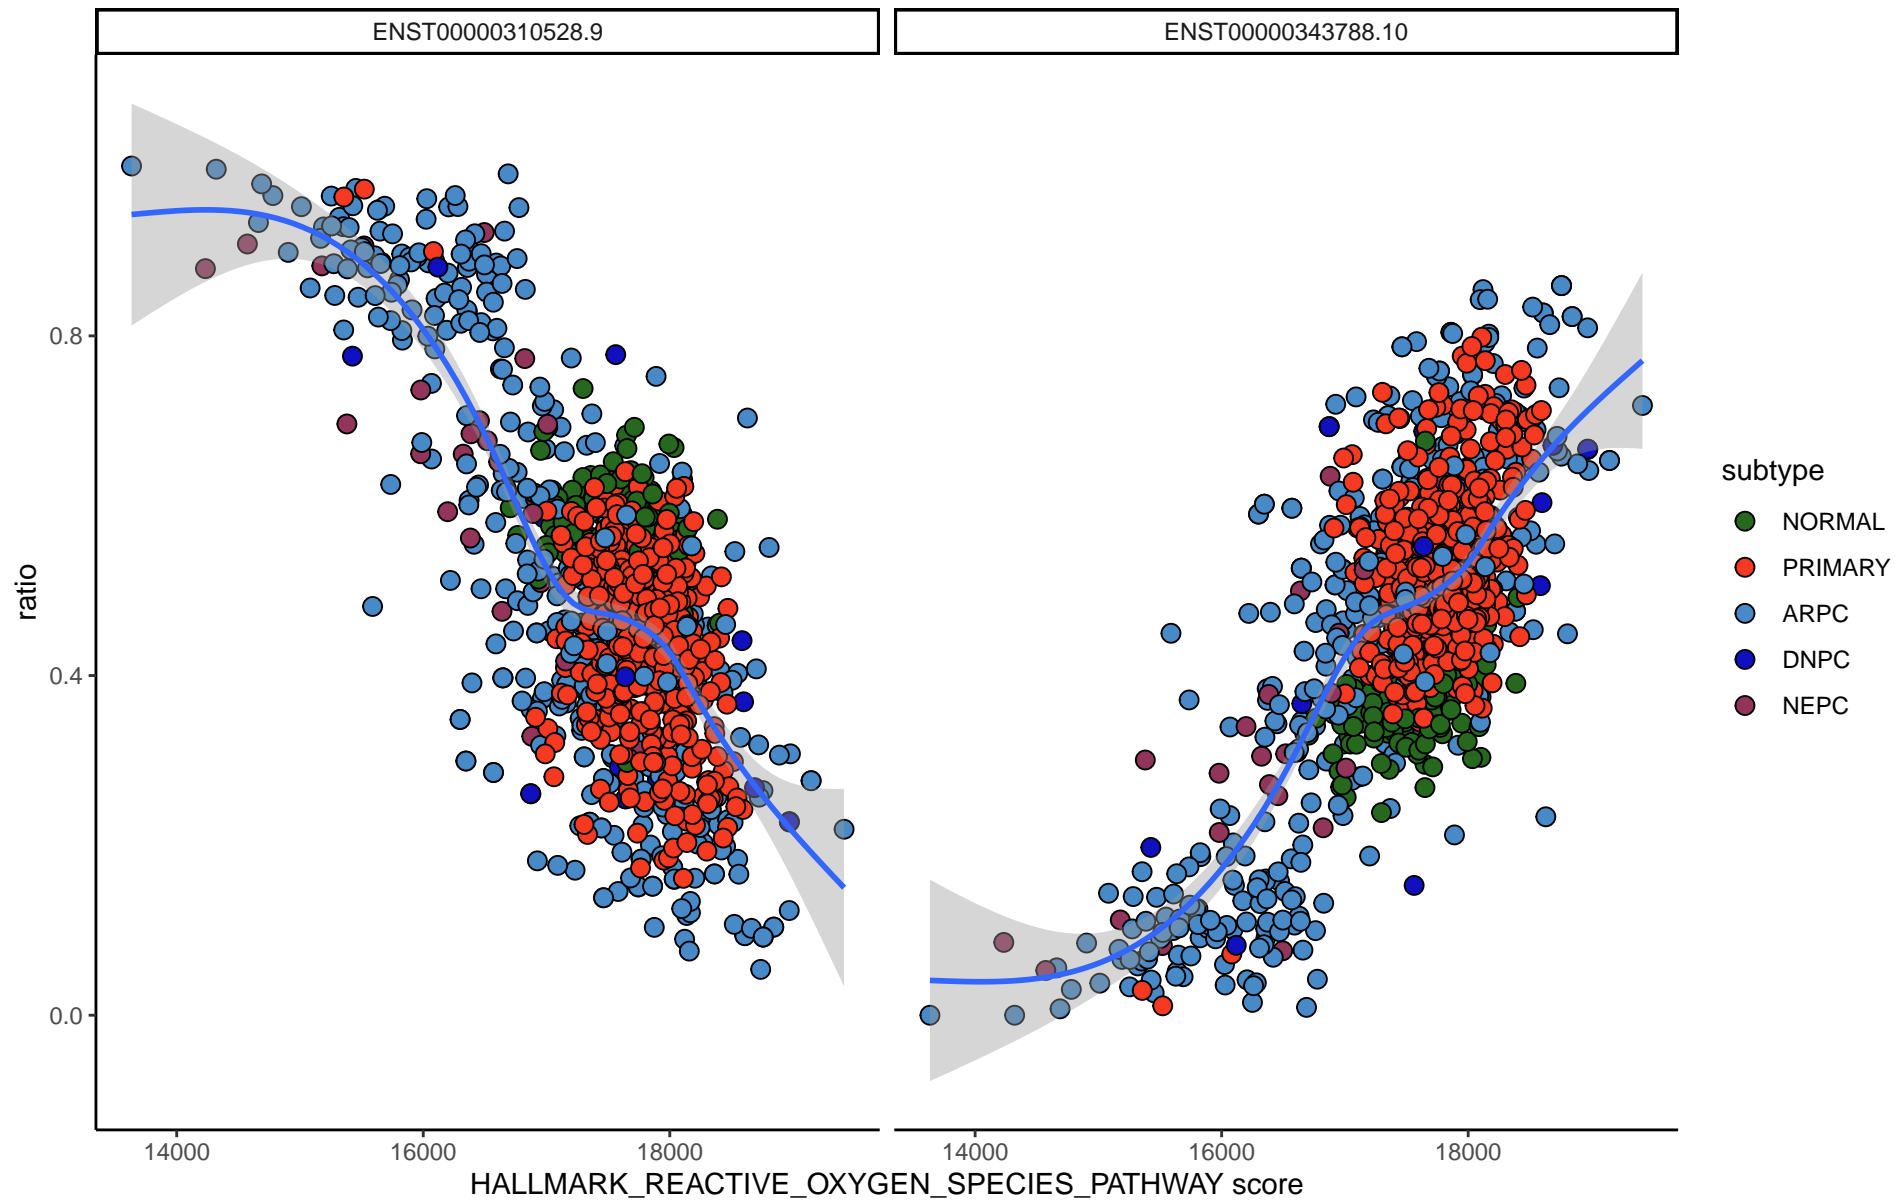 ENST00000310528.9
ENST00000343788.10
ratio
0.8
0.4
0.0
14000
16000
18000
14000
16000
18000
HALLMARK_REACTIVE_OXYGEN_SPECIES_PATHWAY score
subtype
NORMAL
PRIMARY
ARPC
DNPC
NEPC